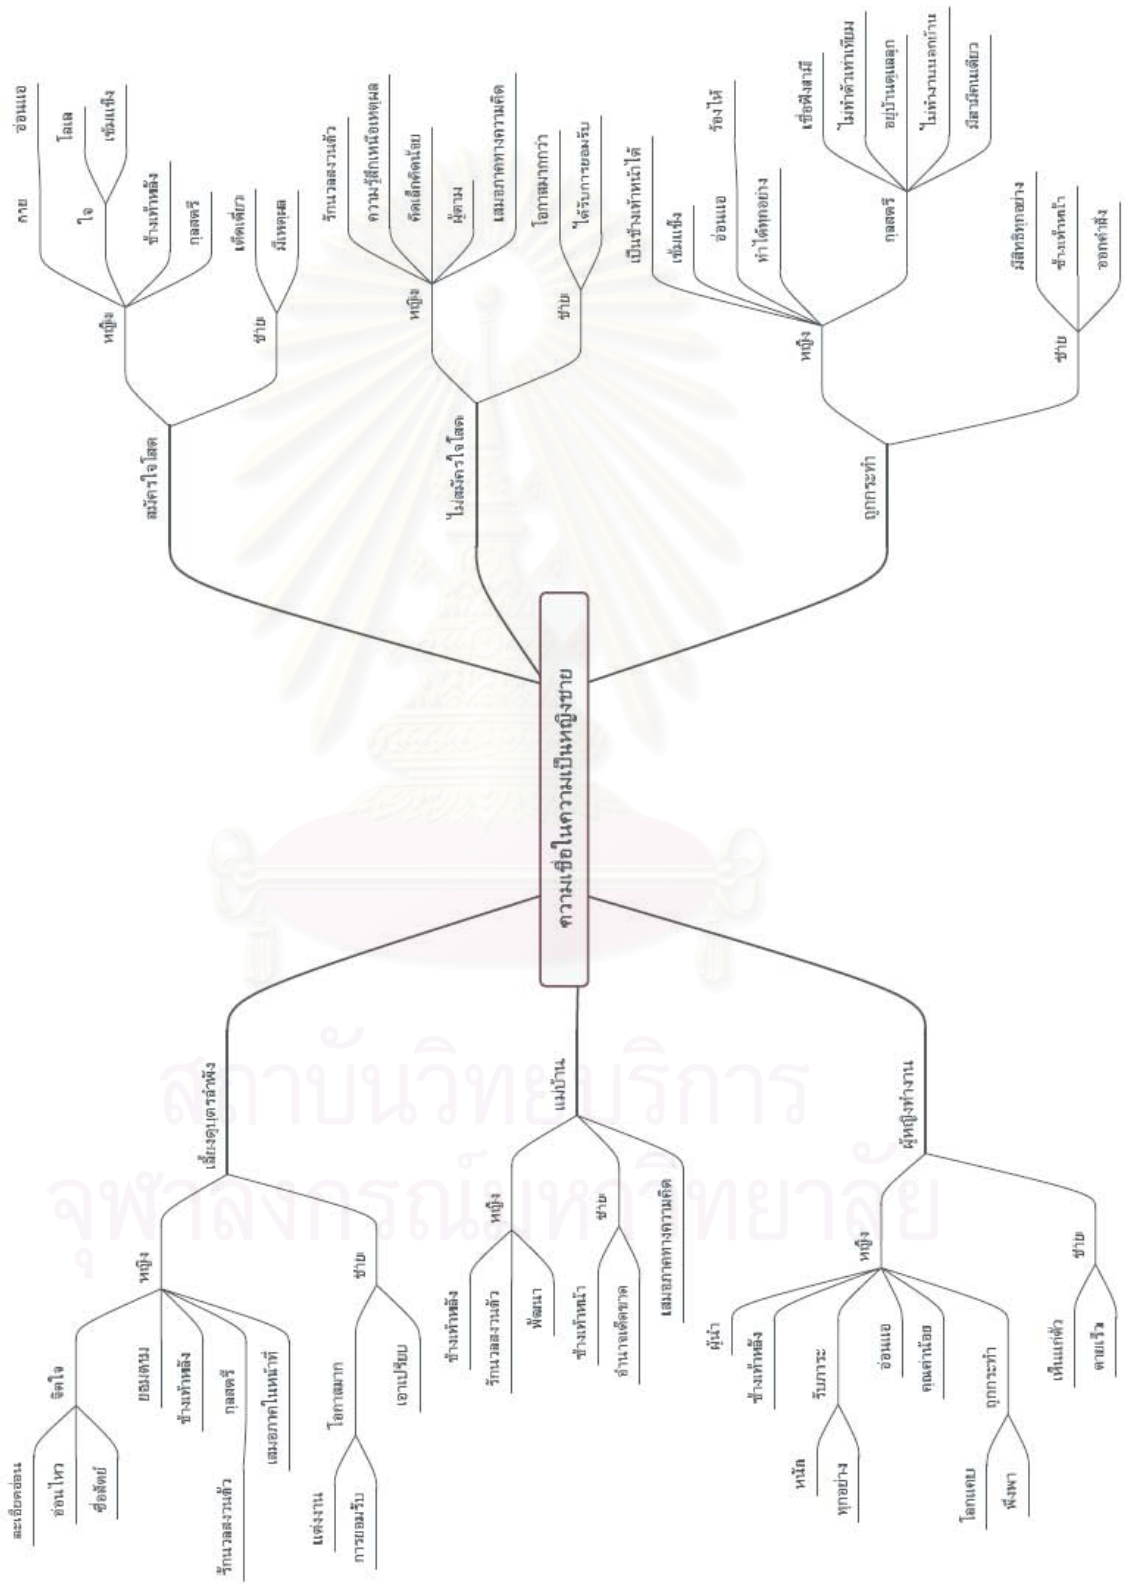 ความเชื่อในความเป็นหญิงชาย
สมัครใจโสด
หญิง
กาย
อ่อนแอ
ใจ
โลเล
เข้มแข็ง
ช้างเท้าหลัง
กุลสตรี
ชาย
เด็ดเดี่ยว
มีเหตุผล
ไม่สมัครใจโสด
หญิง
รักนวลสงวนตัว
ความรู้สึกเหนือเหตุผล
คิดเล็กคิดน้อย
ผู้ตาม
เสมอภาคทางความคิด
ชาย
โอกาสมากกว่า
ได้รับการยอมรับ
ถูกกระทำ
หญิง
เป็นช้างเท้าหน้าได้
เข้มแข็ง
อ่อนแอ
ร้องไห้
ทำได้ทุกอย่าง
กุลสตรี
เชื่อฟังสามี
ไม่ทำตัวเท่าเทียม
อยู่บ้านดูแลลูก
ไม่ทำงานนอกบ้าน
มีสามีคนเดียว
ชาย
มีสิทธิทุกอย่าง
ช้างเท้าหน้า
ออกคำสั่ง
เลี้ยงดูบุตรลำพัง
หญิง
จิตใจ
ละเอียดอ่อน
อ่อนไหว
ซื่อสัตย์
ยอมตาม
ช้างเท้าหลัง
กุลสตรี
รักนวลสงวนตัว
เสมอภาคในหน้าที่
ชาย
โอกาสมาก
แต่งงาน
การยอมรับ
เอาเปรียบ
แม่บ้าน
หญิง
ช้างเท้าหลัง
รักนวลสงวนตัว
พัฒนา
ชาย
ช้างเท้าหน้า
อำนาจเด็ดขาด
เสมอภาคทางความคิด
ผู้หญิงทำงาน
หญิง
ผู้นำ
ช้างเท้าหลัง
รับภาระ
หนัก
ทุกอย่าง
อ่อนแอ
คุณค่าน้อย
ถูกกระทำ
โลกแคบ
พึ่งพา
ชาย
เห็นแก่ตัว
ตายเร็ว
สถาบันวิทยบริการ
จุฬาลงกรณ์มหาวิทยาลัย